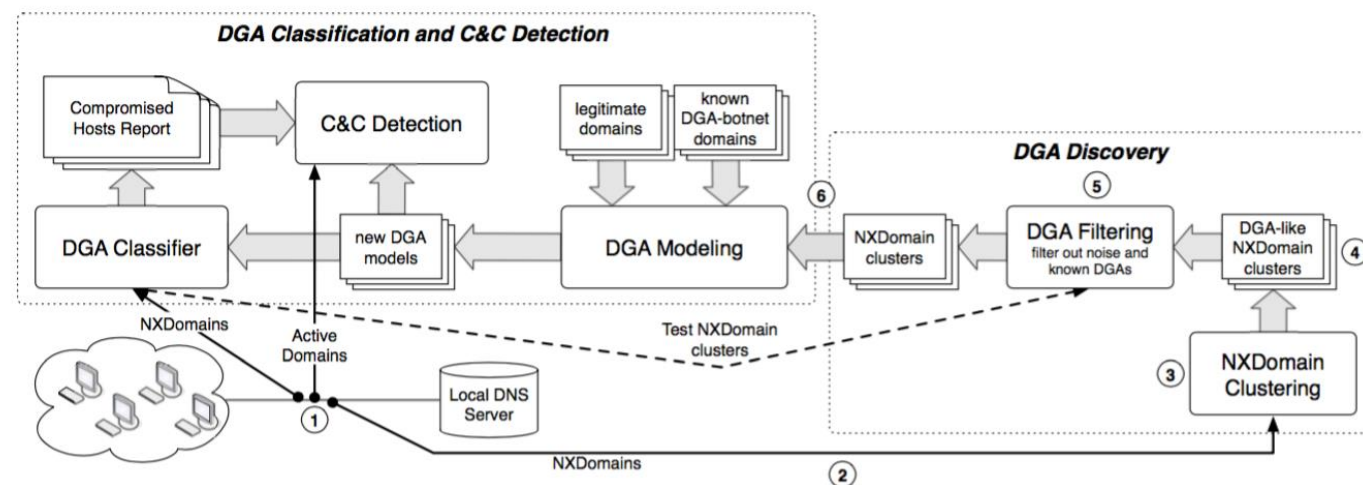 DGA Classification and C&C Detection
Compromised
Hosts Report
C&C Detection
legitimate
domains
known
DGA-botnet
domains
DGA Classifier
new DGA
models
DGA Modeling
6
DGA Discovery
5
NXDomain
clusters
DGA Filtering
filter out noise and
known DGAs
DGA-like
NXDomain
clusters
4
NXDomains
Active
Domains
Test NXDomain
clusters
3
NXDomain
Clustering
Local DNS
Server
1
NXDomains
2